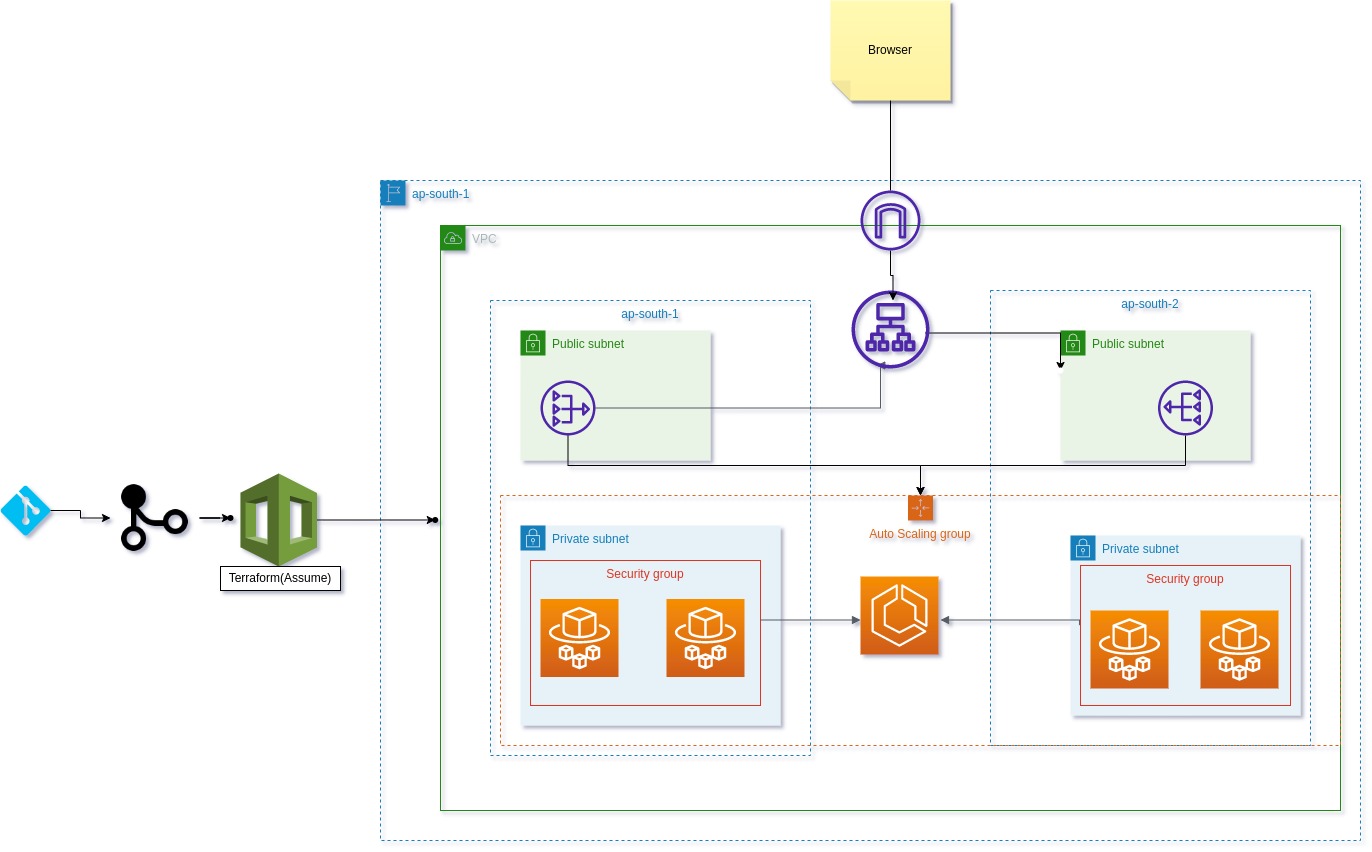 Browser
ap-south-1
VPC
ap-south-1
ap-south-2
Public subnet
Public subnet
Auto Scaling group
Private subnet
Private subnet
Security group
Security group
Terraform(Assume)